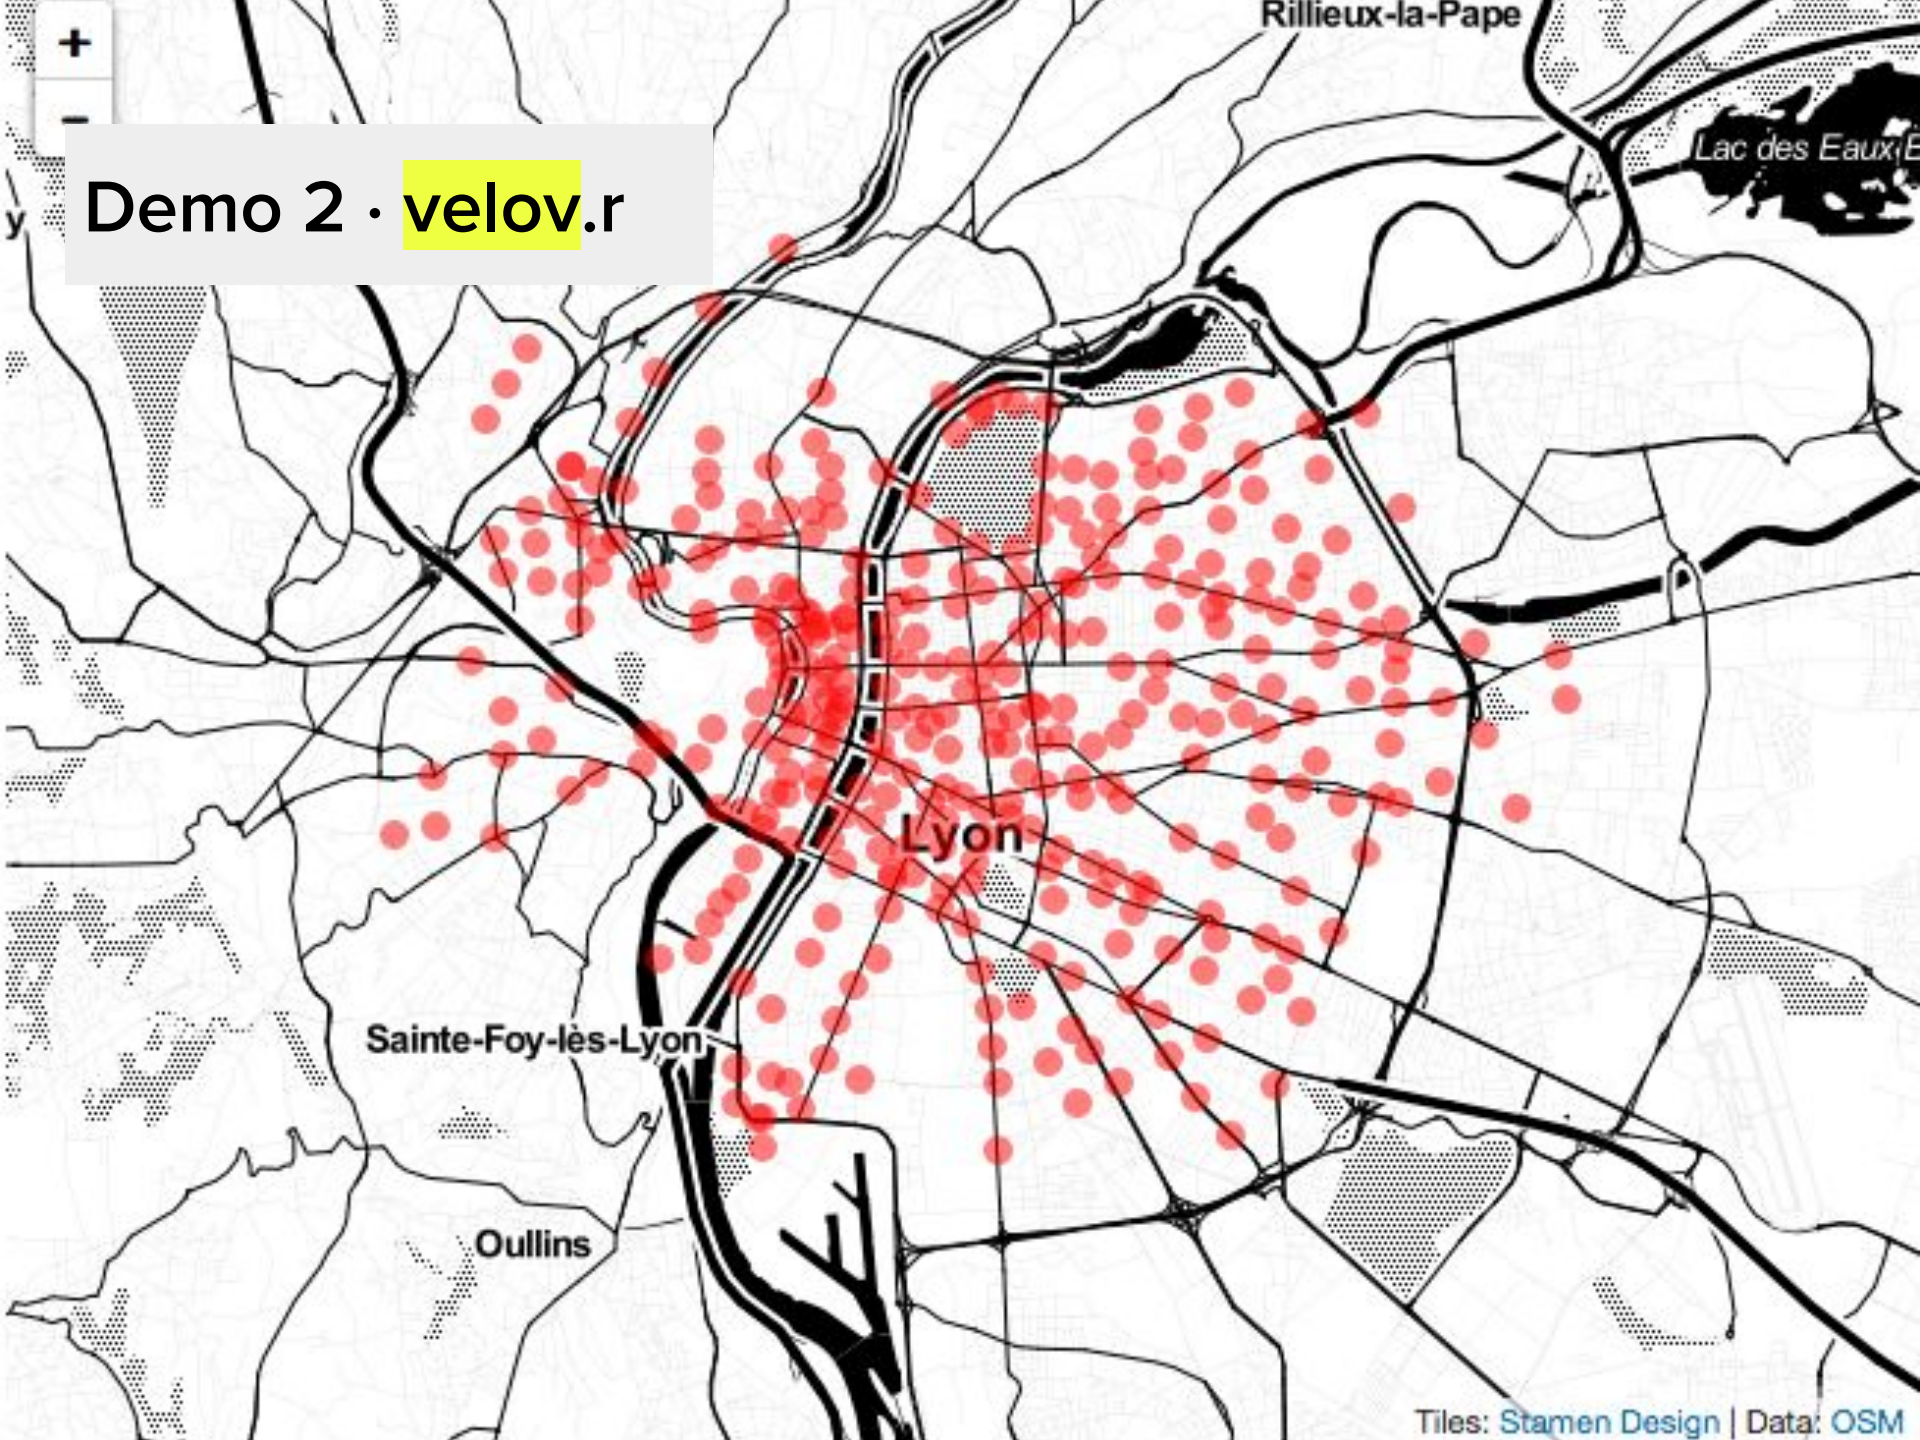 Rillieux-la-Pape
+
−
Lac des Eaux
Demo 2 · velov.r
y
Lyon
Sainte-Foy-lès-Lyon
Oullins
Tiles: Stamen Design | Data: OSM